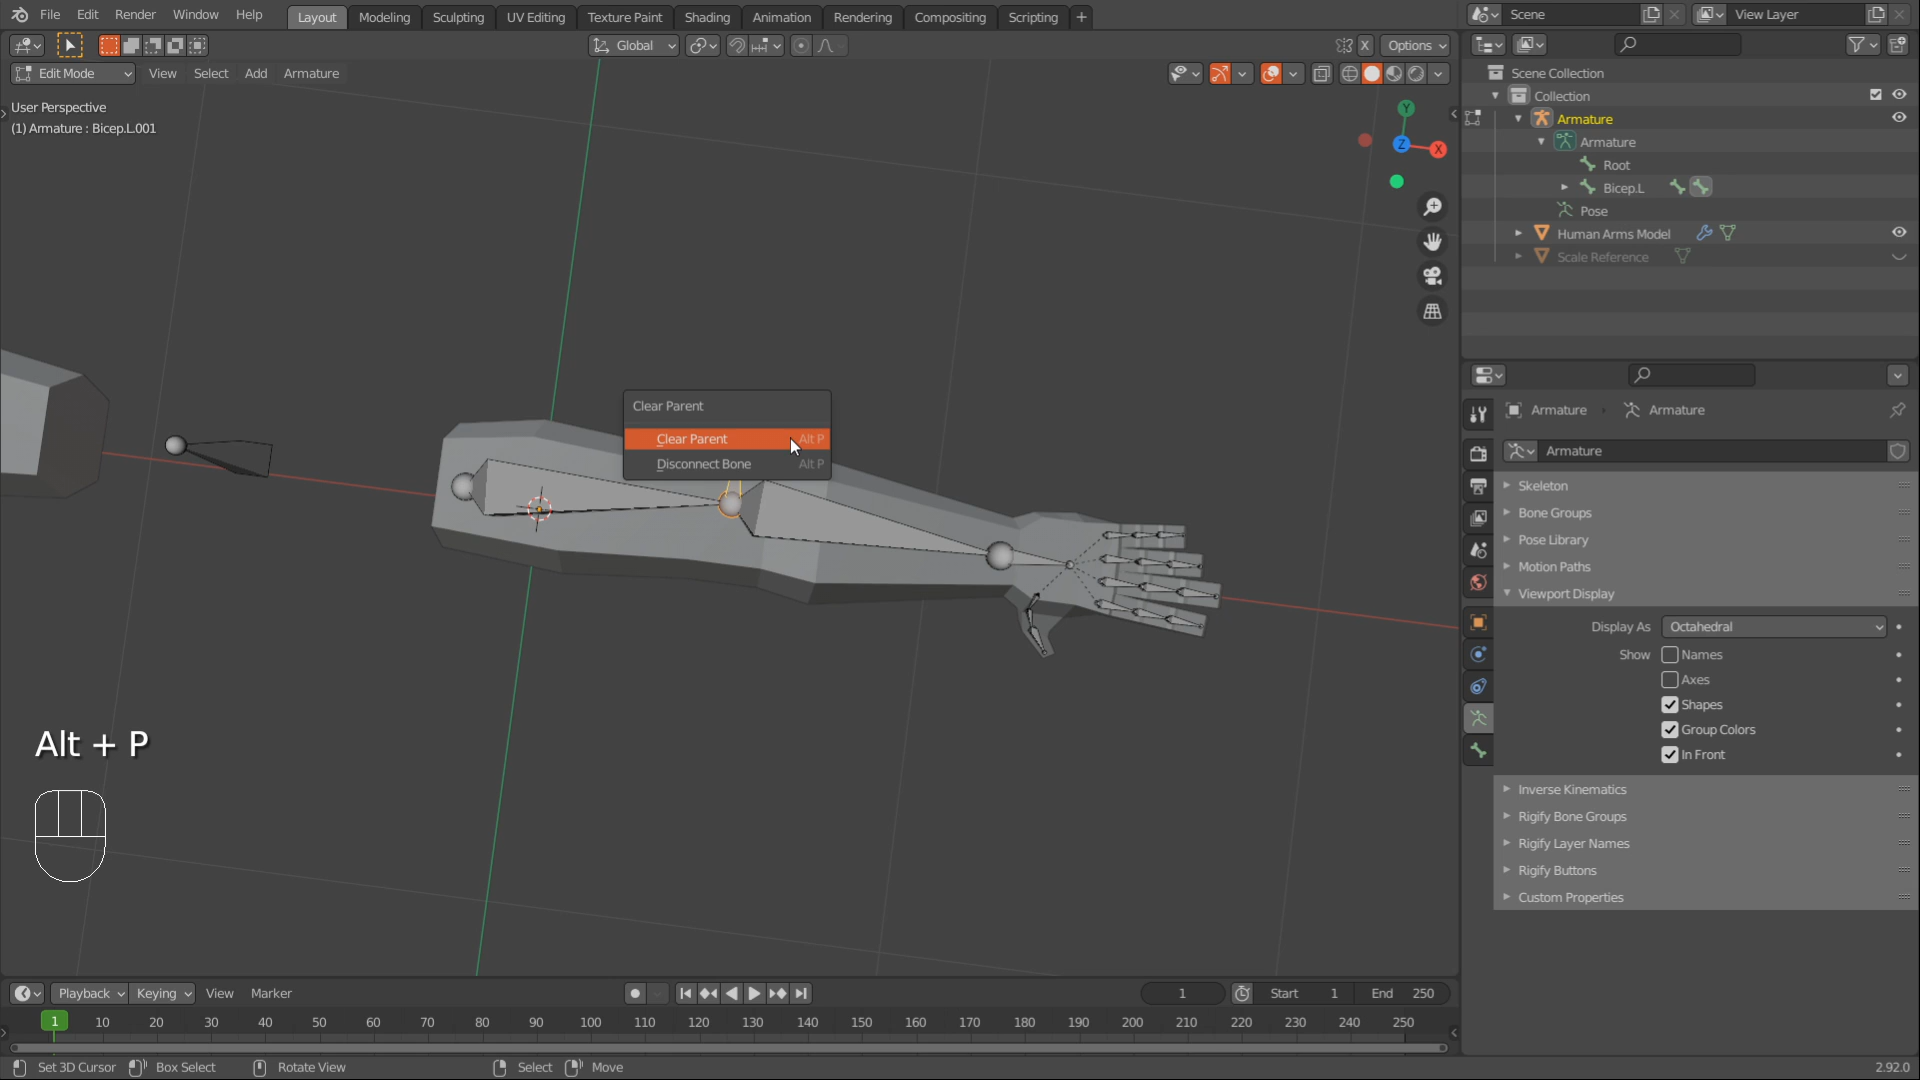 File Edit Render Window Help Layout Modeling Sculpting UV Editing Texture Paint Shading Animation Rendering Compositing Scripting + Scene View Layer
Global X Options
Edit Mode View Select Add Armature
User Perspective
(1) Armature : Bicep.L.001
Y
Z X
Scene Collection
Collection
Armature
Armature
Root
Bicep.L
Pose
Human Arms Model
Scale Reference
Clear Parent
Clear Parent Alt P
Disconnect Bone Alt P
Armature Armature
Armature
Skeleton
Bone Groups
Pose Library
Motion Paths
Viewport Display
Display As Octahedral
Show Names
Axes
Shapes
Group Colors
In Front
Inverse Kinematics
Rigify Bone Groups
Rigify Layer Names
Rigify Buttons
Custom Properties
Alt + P
Playback Keying View Marker 1 Start 1 End 250
1 10 20 30 40 50 60 70 80 90 100 110 120 130 140 150 160 170 180 190 200 210 220 230 240 250
Set 3D Cursor Box Select Rotate View Select Move 2.92.0